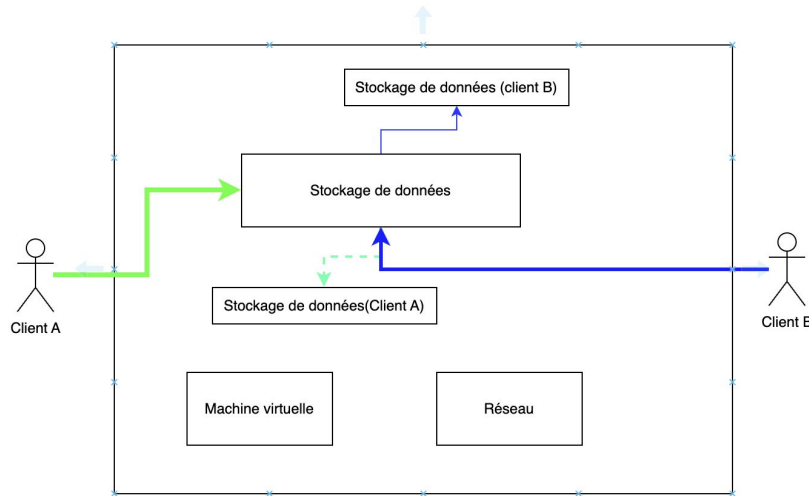 Stockage de données (client B)
Stockage de données
Client A
Stockage de données(Client A)
Client B
Machine virtuelle
Réseau